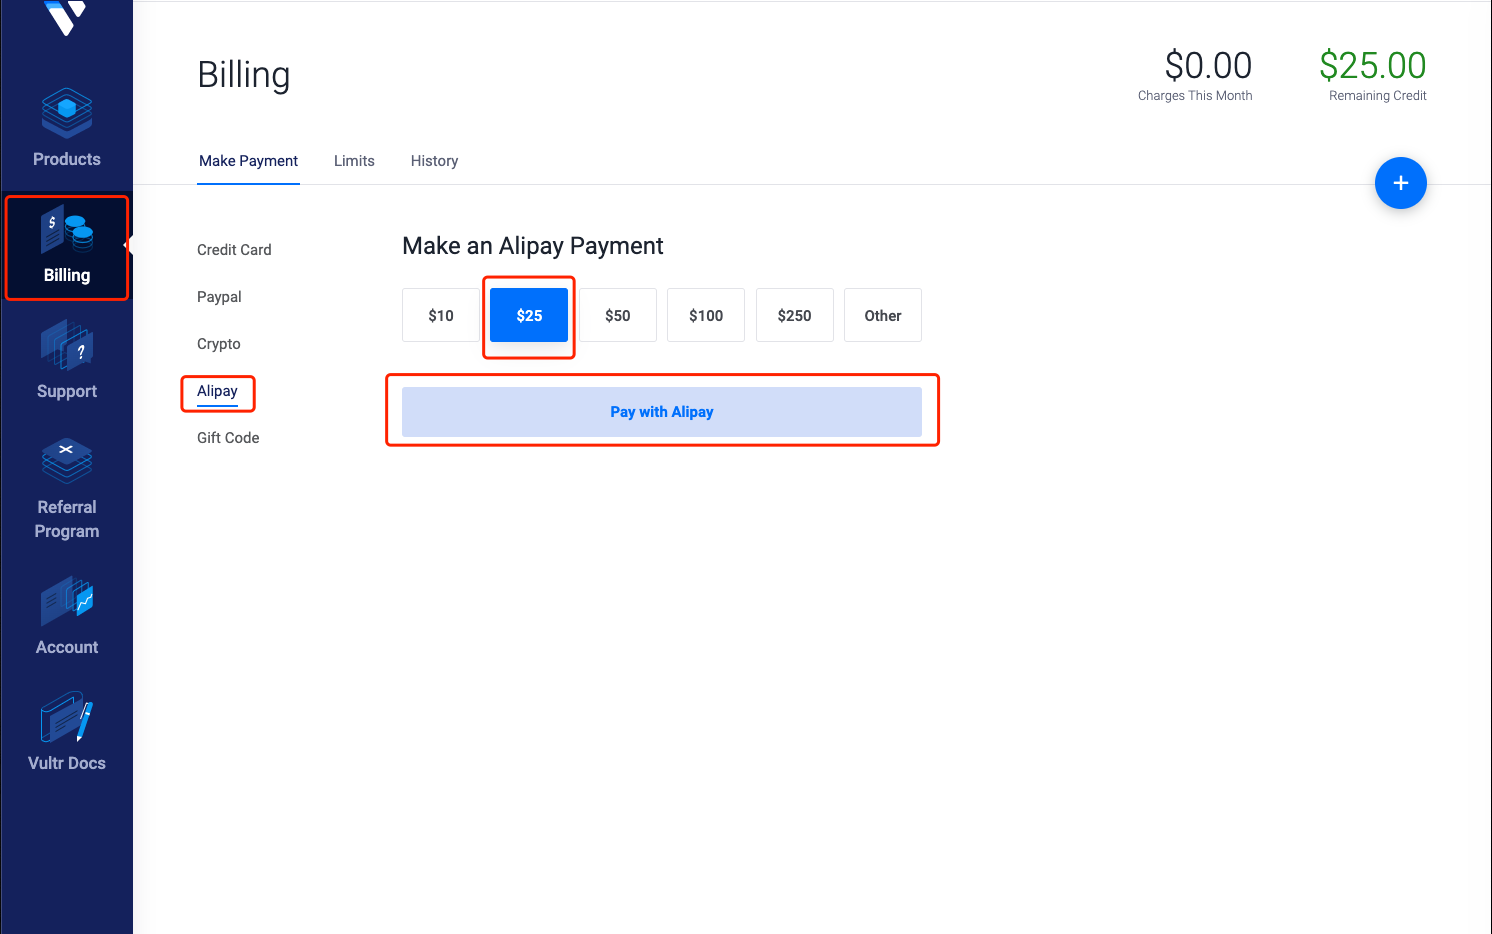 Products
$
Billing
?
Support
Referral
Program
Account
Vultr Docs
Billing
$0.00
Charges This Month
$25.00
Remaining Credit
Make Payment
Limits
History
+
Credit Card
Paypal
Crypto
Alipay
Gift Code
Make an Alipay Payment
$10
$25
$50
$100
$250
Other
Pay with Alipay